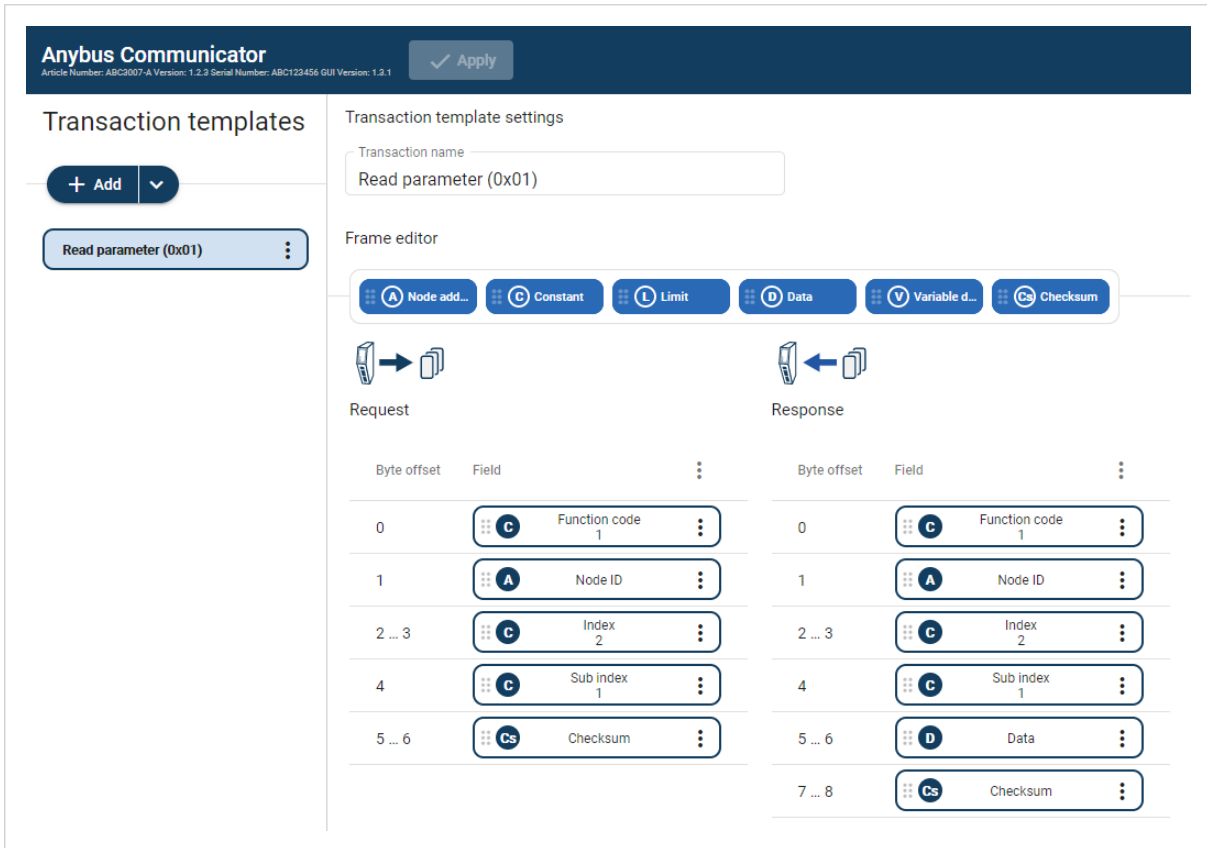 Anybus Communicator
Article Number: ABC3007-A Version: 1.2.3 Serial Number: ABC123456 GUI Version: 1.3.1
Apply
Transaction templates
Add
Read parameter (0x01)
Transaction template settings
Transaction name
Read parameter (0x01)
Frame editor
A Node add...
C Constant
L Limit
D Data
V Variable d...
Cs Checksum
Request
Byte offset Field
0 C Function code
1
1 A Node ID
2 ... 3 C Index
2
4 C Sub index
1
5 ... 6 Cs Checksum
Response
Byte offset Field
0 C Function code
1
1 A Node ID
2 ... 3 C Index
2
4 C Sub index
1
5 ... 6 D Data
7 ... 8 Cs Checksum